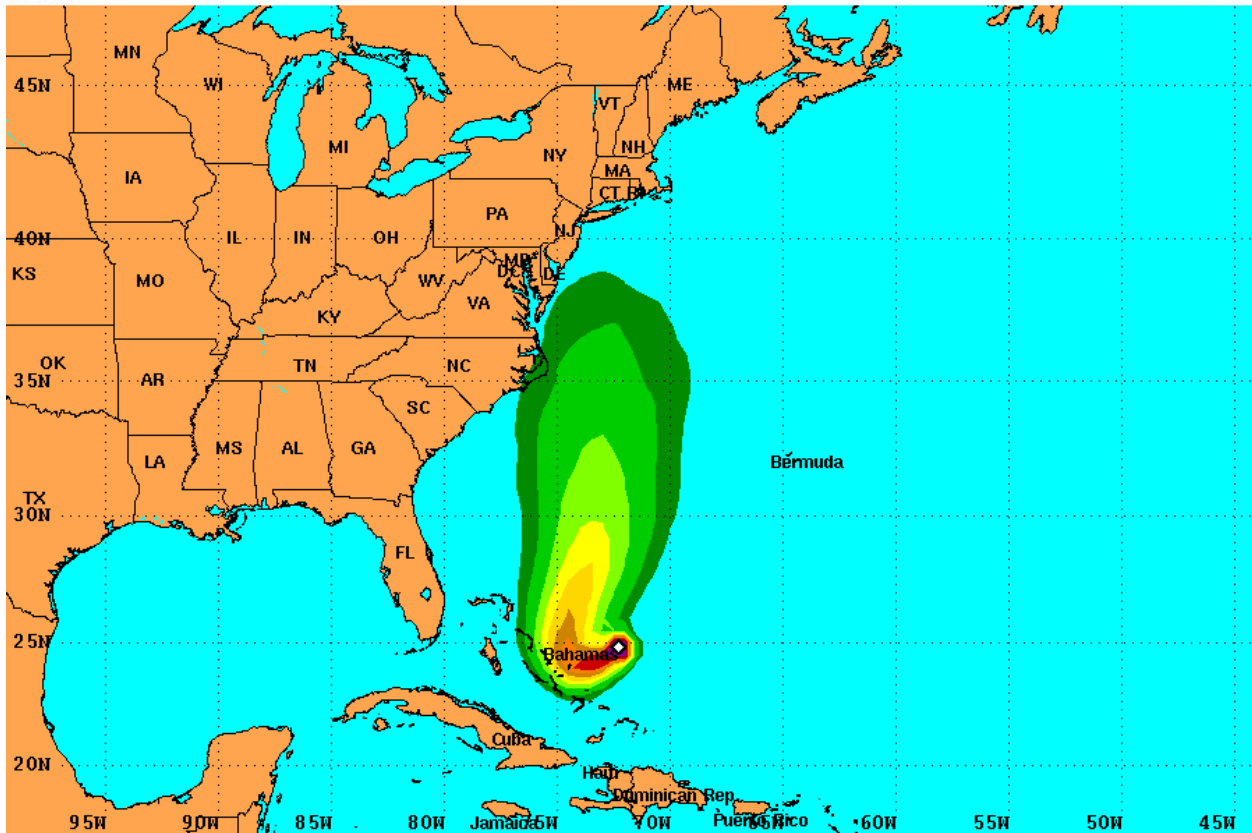 MN
45N
WI
ME
VT
MI
NY
NH
MA
IA
CT RI
PA
NJ
40N
IL
IN
OH
MD
KS
DC
DE
MO
WV
VA
KY
OK
TN
NC
AR
35N
SC
MS
AL
GA
LA
Bermuda
TX
30N
FL
25N
Bahamas
Cuba
20N
Haiti
Dominican Rep.
95W
90W
85W
80W
Jamaica
75W
70W
65W
Puerto Rico
60W
55W
50W
45W